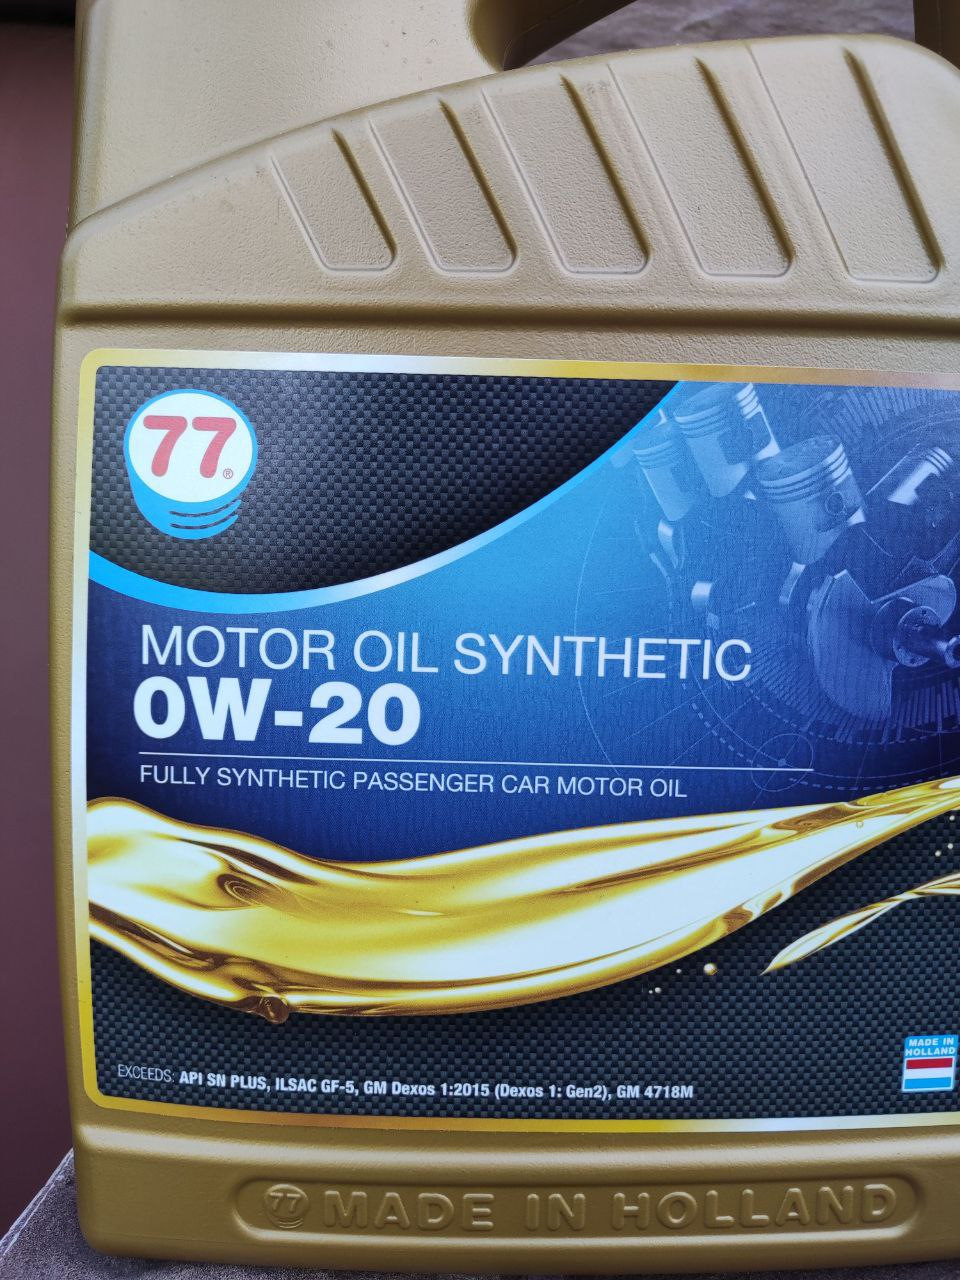 77®
MOTOR OIL SYNTHETIC
0W-20
FULLY SYNTHETIC PASSENGER CAR MOTOR OIL
EXCEEDS: API SN PLUS, ILSAC GF-5, GM Dexos 1:2015 (Dexos 1: Gen2), GM 4718M
MADE IN
HOLLAND
77 MADE IN HOLLAND